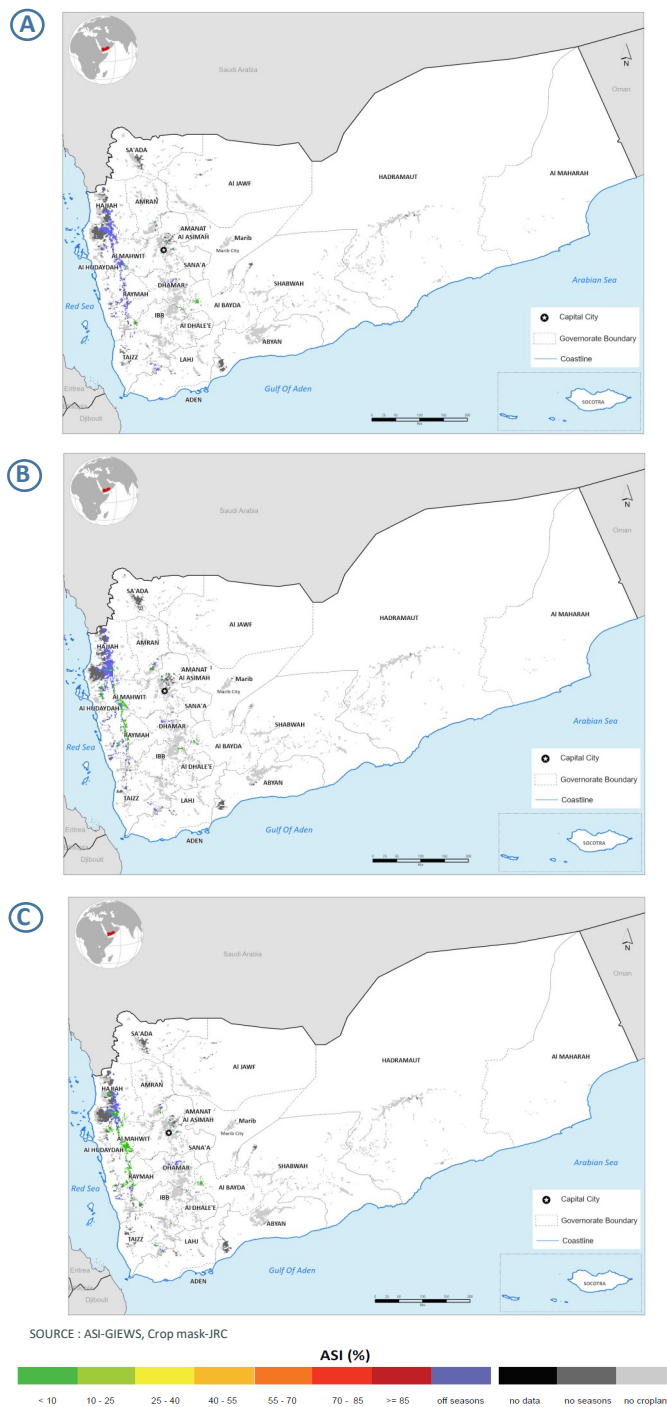 A
Saudi Arabia
Oman
N
SA'ADA
Al JAWF
HADRAMAUT
Al MAHARAH
HAJJAH
AMRAN
AMANAT
Al ASIMAH
Marib
Marib City
Al MAHWIT
SANA'A
Al HUDAYDAH
DHAMAR
SHABWAH
Arabian Sea
RAYMAH
Al BAYDA
Red Sea
IBB
Al DHALE'E
ABYAN
Capital City
Governorate Boundary
Coastline
TAIZZ
LAHJ
Gulf Of Aden
Eritrea
ADEN
SOCOTRA
Djibouti
B
Saudi Arabia
Oman
N
SA'ADA
Al JAWF
HADRAMAUT
Al MAHARAH
HAJJAH
AMRAN
AMANAT
Al ASIMAH
Marib
Marib City
Al MAHWIT
SANA'A
Al HUDAYDAH
DHAMAR
SHABWAH
Arabian Sea
RAYMAH
Al BAYDA
Red Sea
IBB
Al DHALE'E
ABYAN
Capital City
Governorate Boundary
Coastline
TAIZZ
LAHJ
Gulf Of Aden
Eritrea
ADEN
SOCOTRA
Djibouti
C
Saudi Arabia
Oman
N
SA'ADA
Al JAWF
HADRAMAUT
Al MAHARAH
HAJJAH
AMRAN
AMANAT
Al ASIMAH
Marib
Marib City
Al MAHWIT
SANA'A
Al HUDAYDAH
DHAMAR
SHABWAH
Arabian Sea
RAYMAH
Al BAYDA
Red Sea
IBB
Al DHALE'E
ABYAN
Capital City
Governorate Boundary
Coastline
TAIZZ
LAHJ
Gulf Of Aden
Eritrea
ADEN
SOCOTRA
Djibouti
SOURCE : ASI-GIEWS, Crop mask-JRC
ASI (%)
< 10 10 - 25 25 - 40 40 - 55 55 - 70 70 - 85 >= 85 off seasons no data no seasons no croplan